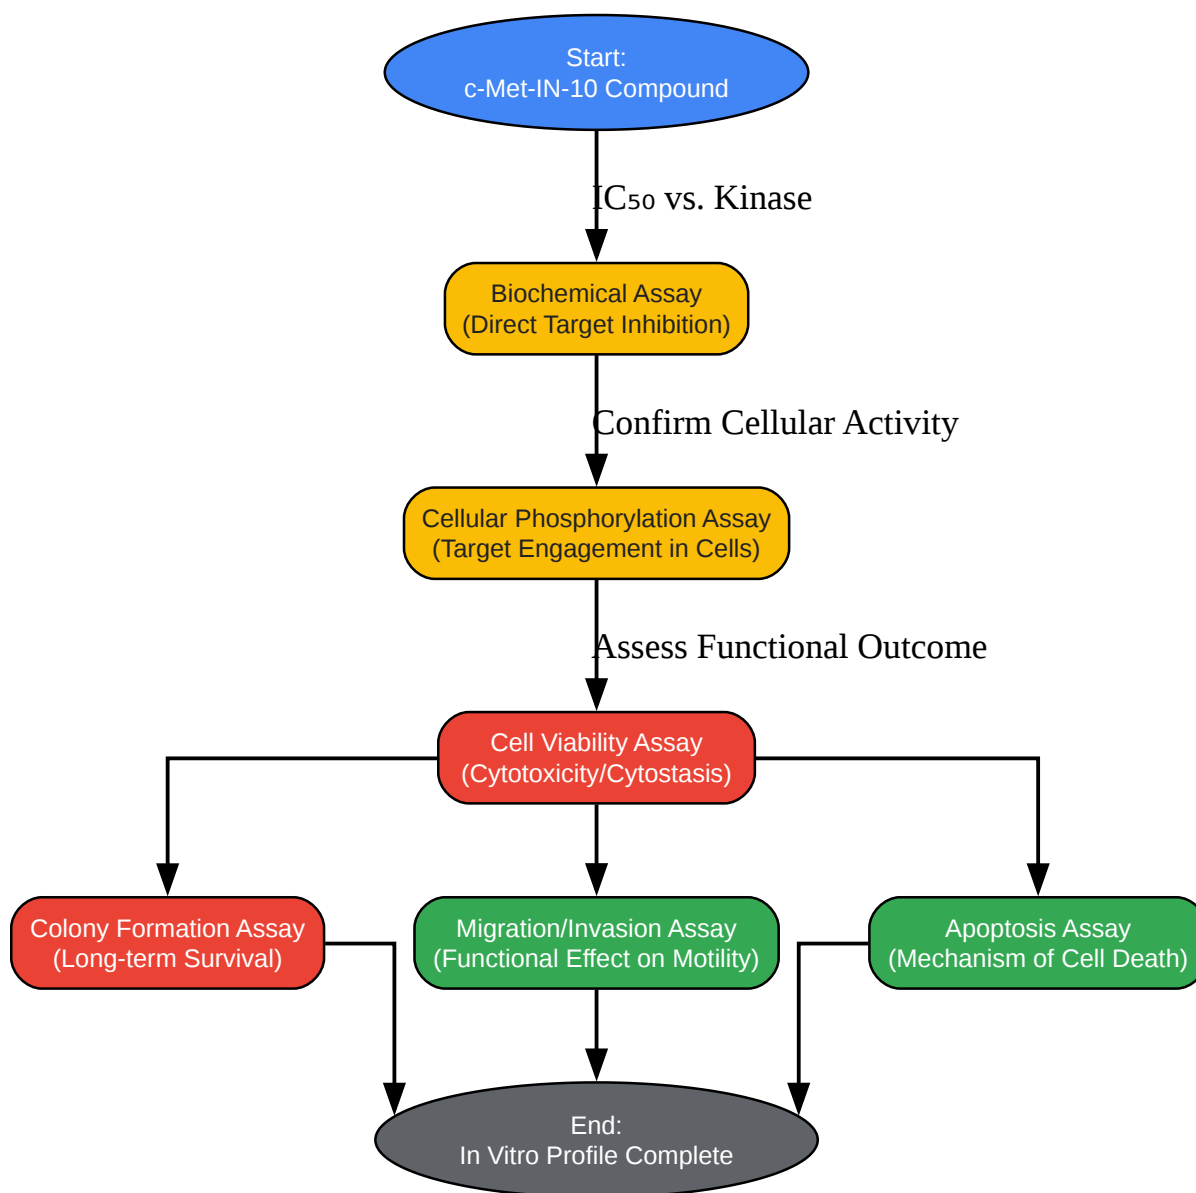 Start:
c-Met-IN-10 Compound
IC₅₀ vs. Kinase
Biochemical Assay
(Direct Target Inhibition)
Confirm Cellular Activity
Cellular Phosphorylation Assay
(Target Engagement in Cells)
Assess Functional Outcome
Cell Viability Assay
(Cytotoxicity/Cytostasis)
Colony Formation Assay
(Long-term Survival)
Migration/Invasion Assay
(Functional Effect on Motility)
Apoptosis Assay
(Mechanism of Cell Death)
End:
In Vitro Profile Complete